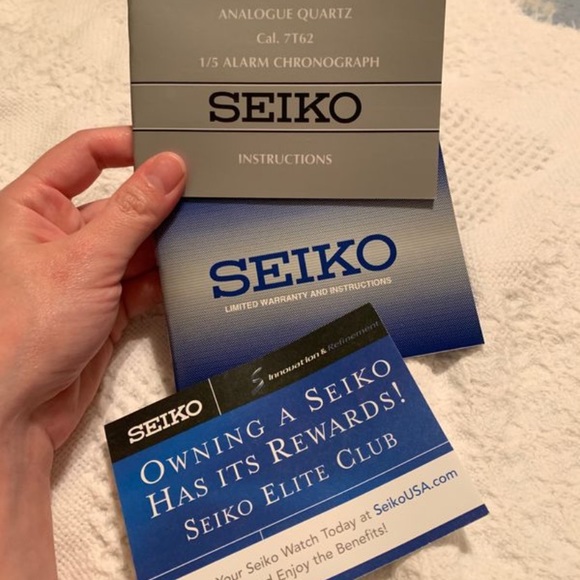 ANALOGUE QUARTZ
Cal. 7T62
1/5 ALARM CHRONOGRAPH
SEIKO
INSTRUCTIONS
SEIKO
LIMITED WARRANTY AND INSTRUCTIONS
SEIKO
Innovation & Refinement
OWNING A SEIKO
HAS ITS REWARDS!
SEIKO ELITE CLUB
Your Seiko Watch Today at SeikoUSA.com
Enjoy the Benefits!